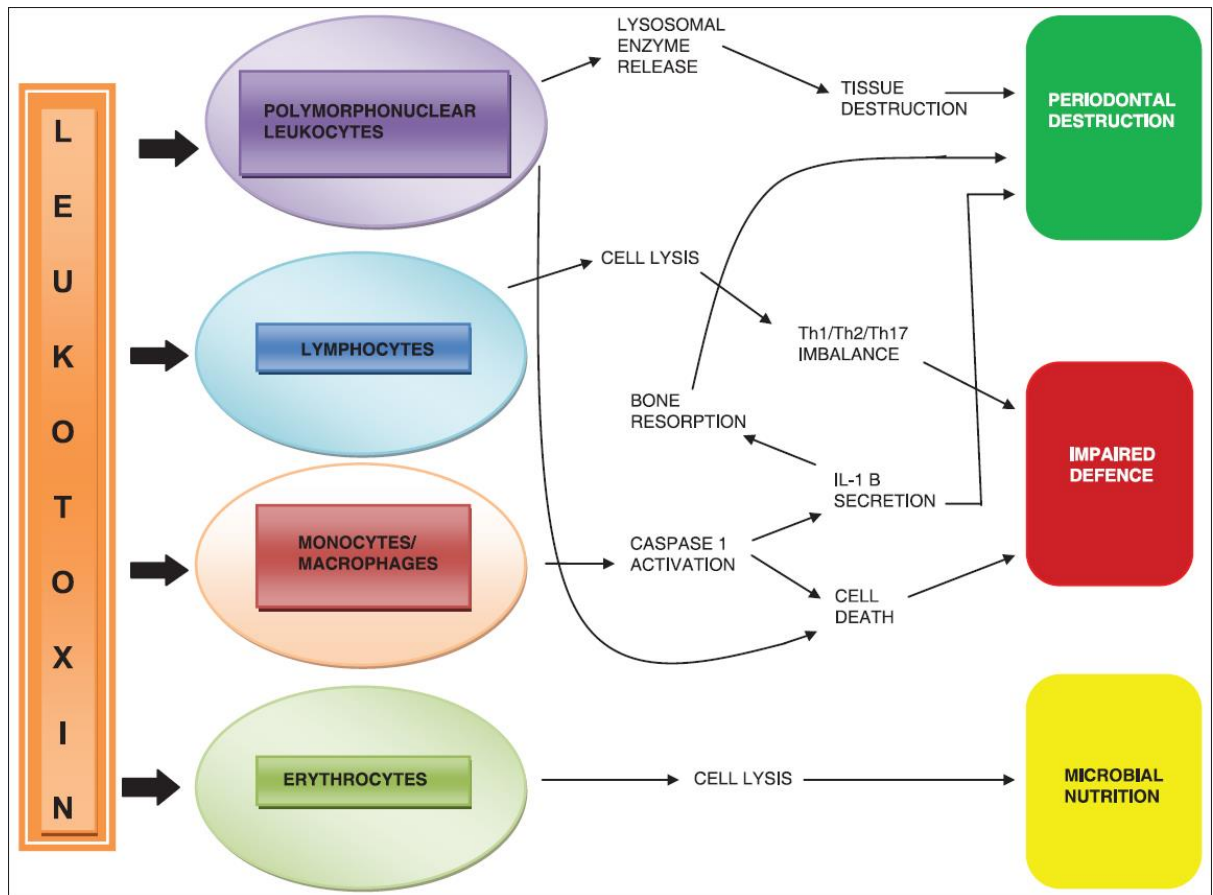 LEUKOTOXIN
POLYMORPHONUCLEAR
LEUKOCYTES
LYMPHOCYTES
MONOCYTES/
MACROPHAGES
ERYTHROCYTES
LYSOSOMAL
ENZYME
RELEASE
TISSUE
DESTRUCTION
CELL LYSIS
Th1/Th2/Th17
IMBALANCE
BONE
RESORPTION
IL-1 B
SECRETION
CASPASE 1
ACTIVATION
CELL
DEATH
CELL LYSIS
PERIODONTAL
DESTRUCTION
IMPAIRED
DEFENCE
MICROBIAL
NUTRITION